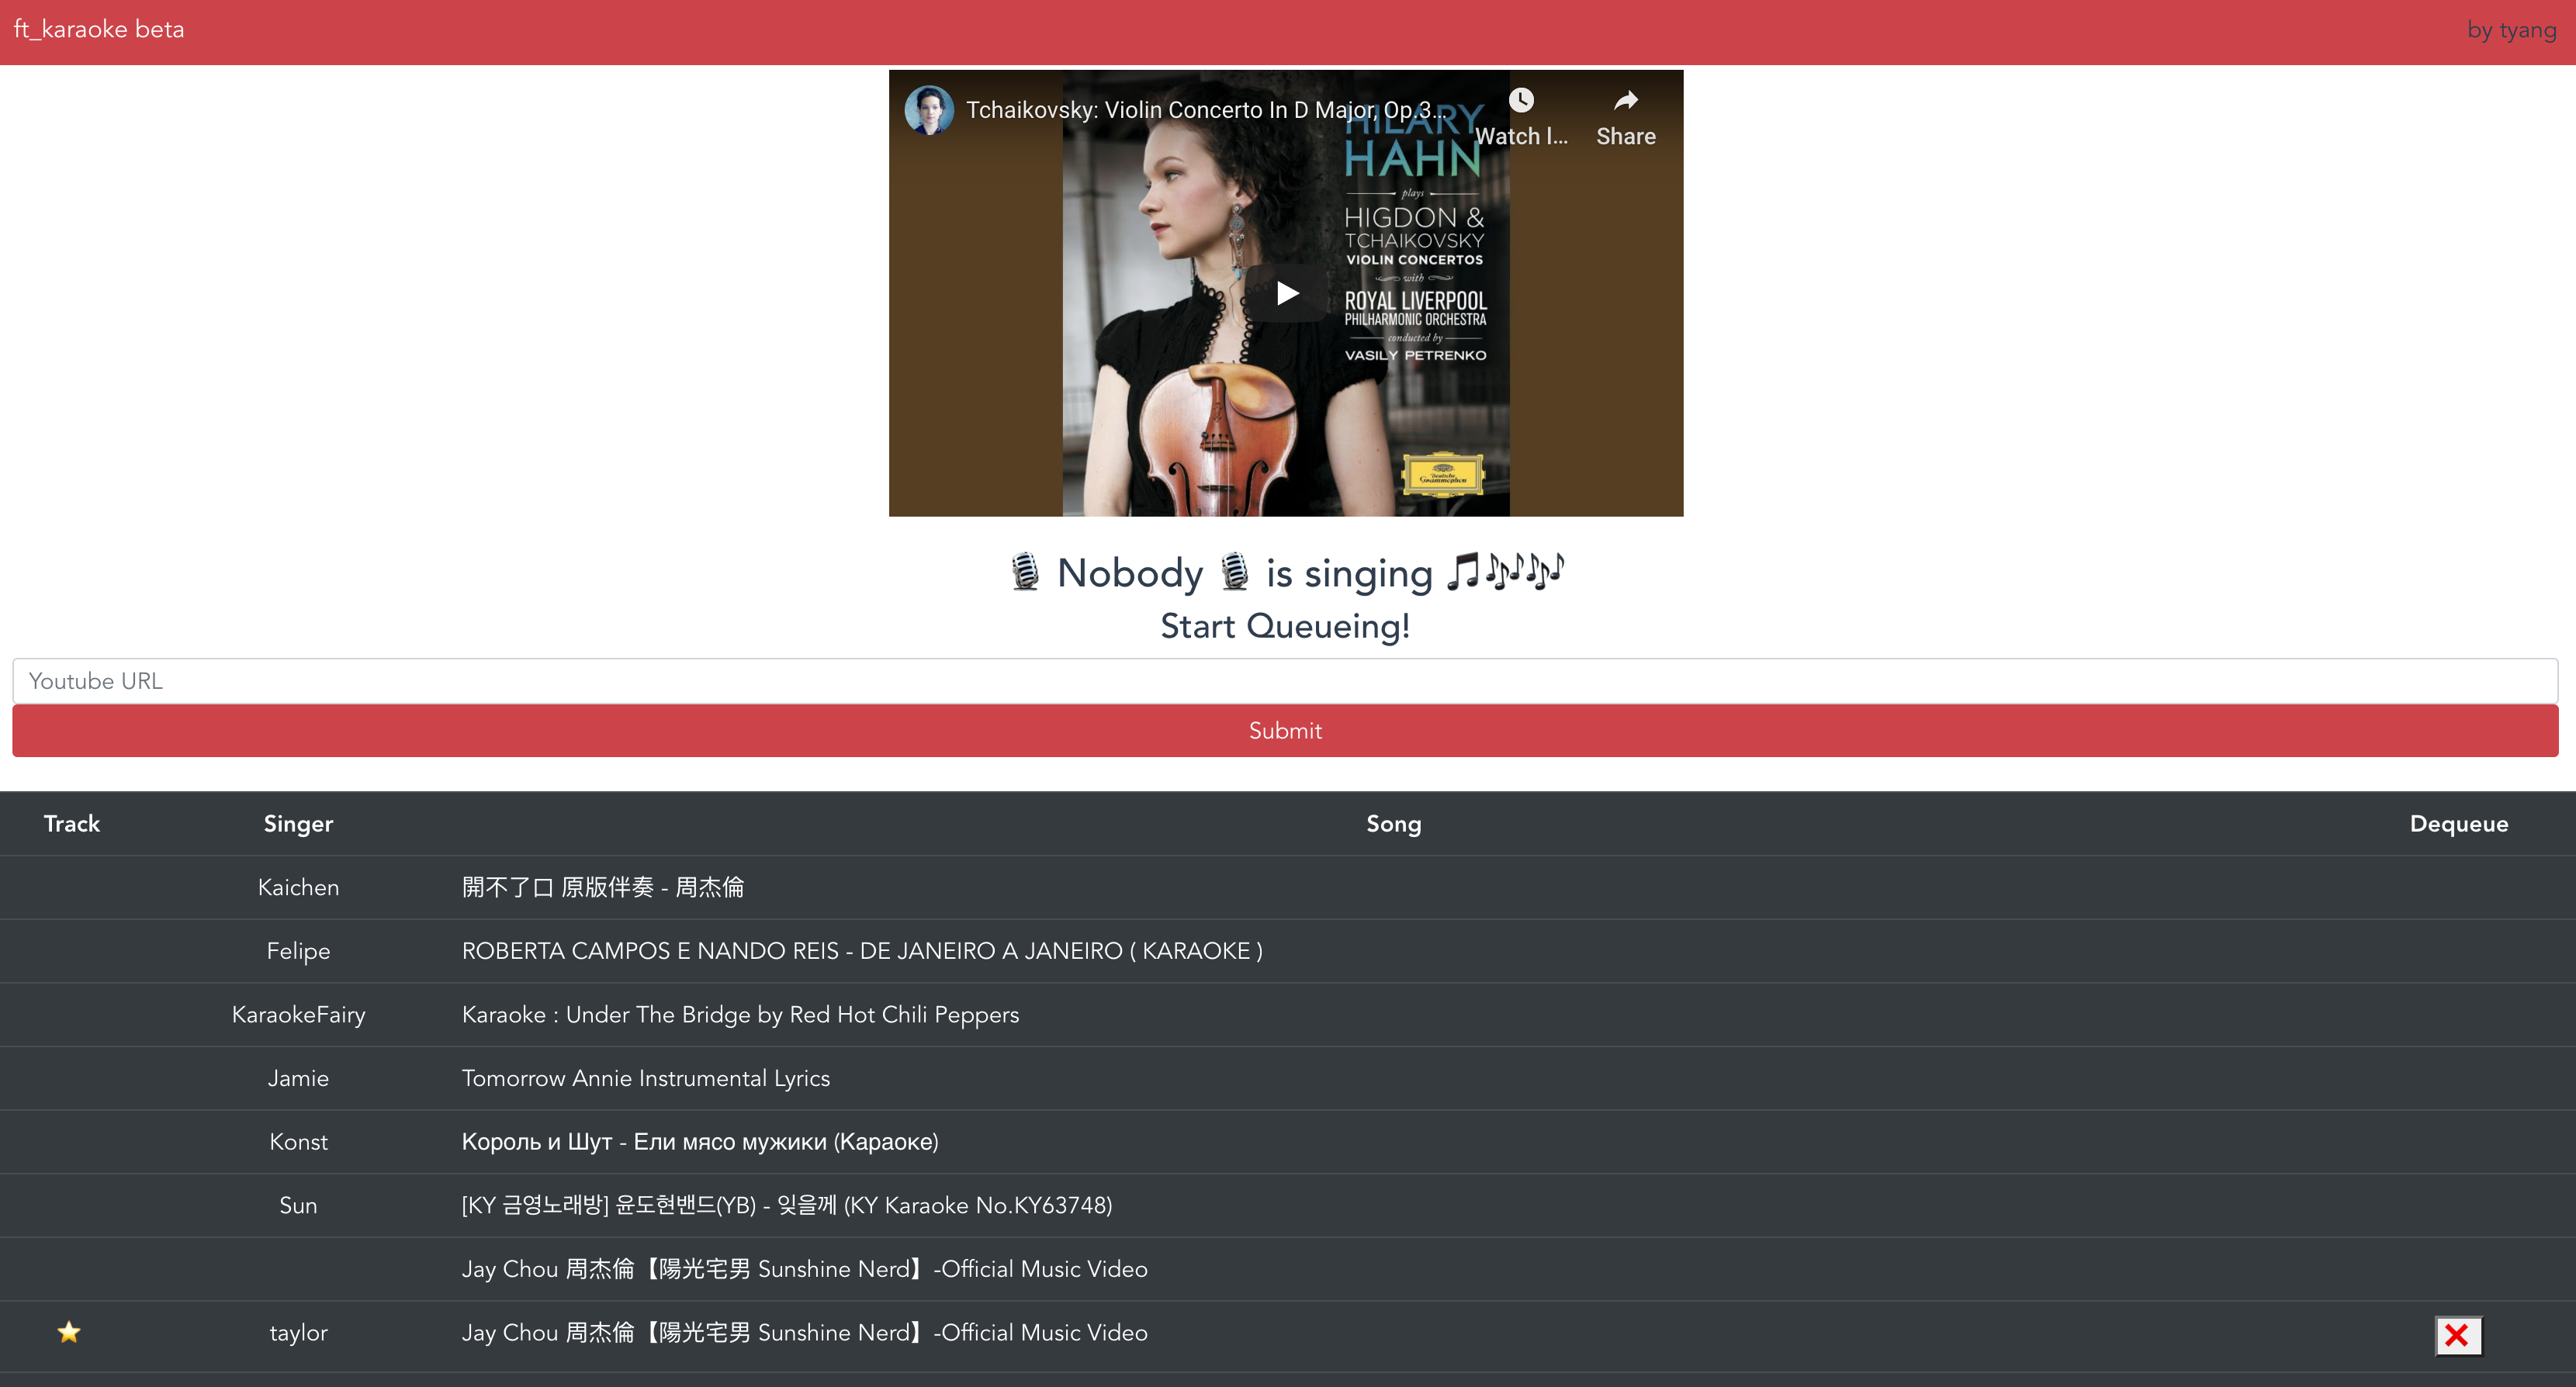 ft_karaoke beta
by tyang
Tchaikovsky: Violin Concerto In D Major, Op.3...
Watch l...
Share
HILARY
HAHN
plays
HIGDON &
TCHAIKOVSKY
VIOLIN CONCERTOS
with
ROYAL LIVERPOOL
PHILHARMONIC ORCHESTRA
conducted by
VASILY PETRENKO
Deutsche
Grammophon
🎙 Nobody 🎙 is singing 🎵🎶🎶
Start Queueing!
Youtube URL
Submit
Track Singer Song Dequeue
Kaichen 開不了口 原版伴奏 - 周杰倫
Felipe ROBERTA CAMPOS E NANDO REIS - DE JANEIRO A JANEIRO ( KARAOKE )
KaraokeFairy Karaoke : Under The Bridge by Red Hot Chili Peppers
Jamie Tomorrow Annie Instrumental Lyrics
Konst Король и Шут - Ели мясо мужики (Караоке)
Sun [KY 금영노래방] 윤도현밴드(YB) - 잊을께 (KY Karaoke No.KY63748)
Jay Chou 周杰倫【陽光宅男 Sunshine Nerd】-Official Music Video
⭐ taylor Jay Chou 周杰倫【陽光宅男 Sunshine Nerd】-Official Music Video ❌